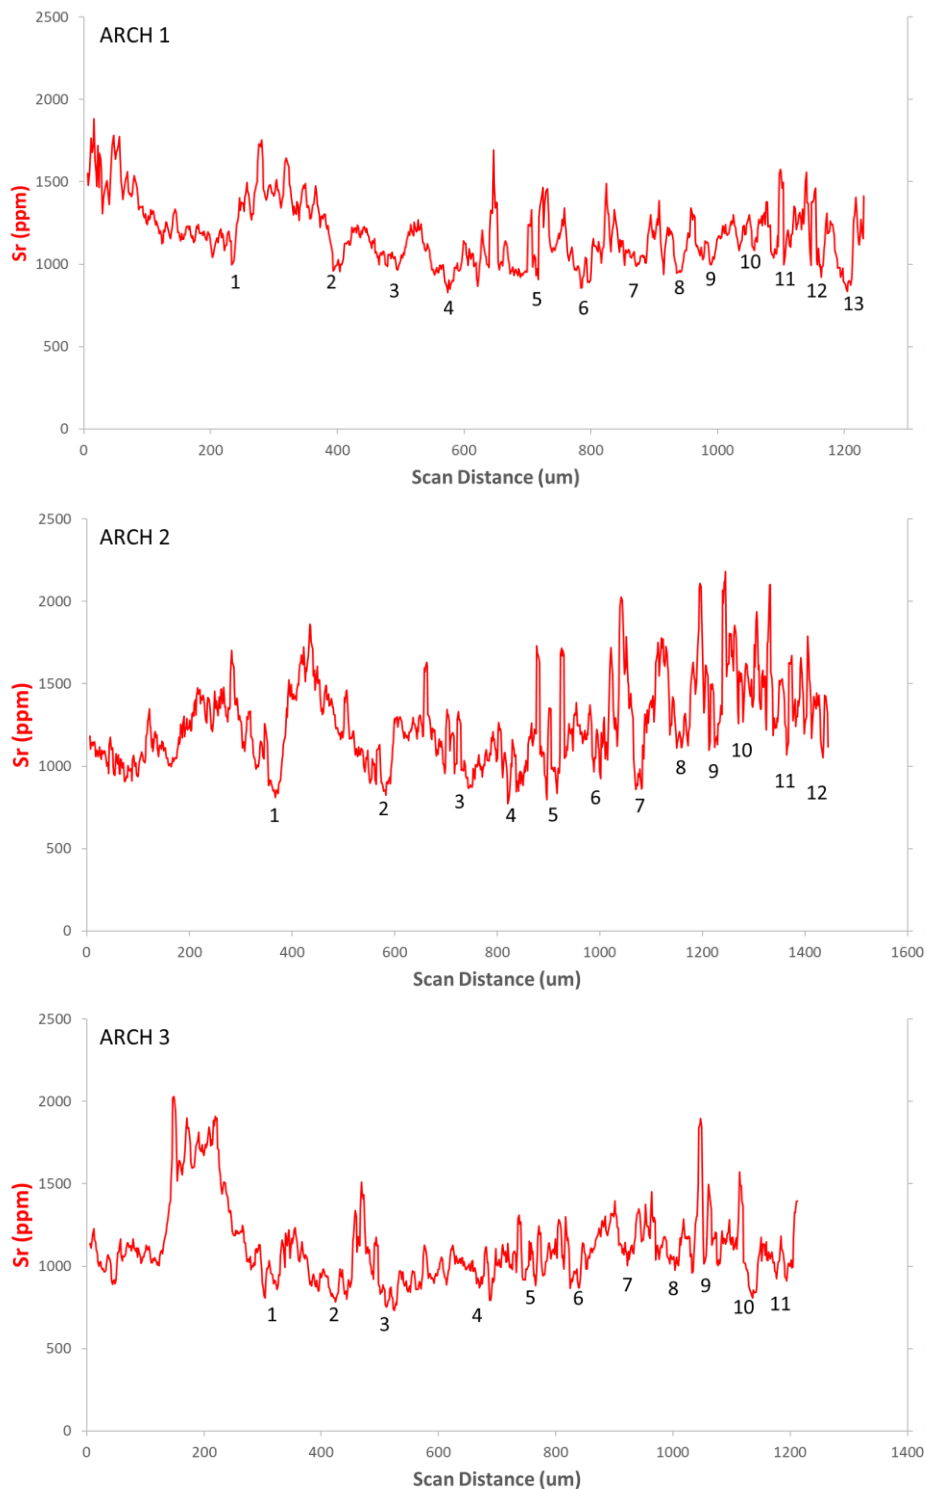 2500
ARCH 1
2000
1500
1000
500
0
Sr (ppm)
1 2 3 4 5 6 7 8 9 10 11 12 13
0 200 400 600 800 1000 1200
Scan Distance (um)
2500
ARCH 2
2000
1500
1000
500
0
Sr (ppm)
1 2 3 4 5 6 7 8 9 10 11 12
0 200 400 600 800 1000 1200 1400 1600
Scan Distance (um)
2500
ARCH 3
2000
1500
1000
500
0
Sr (ppm)
1 2 3 4 5 6 7 8 9 10 11
0 200 400 600 800 1000 1200 1400
Scan Distance (um)